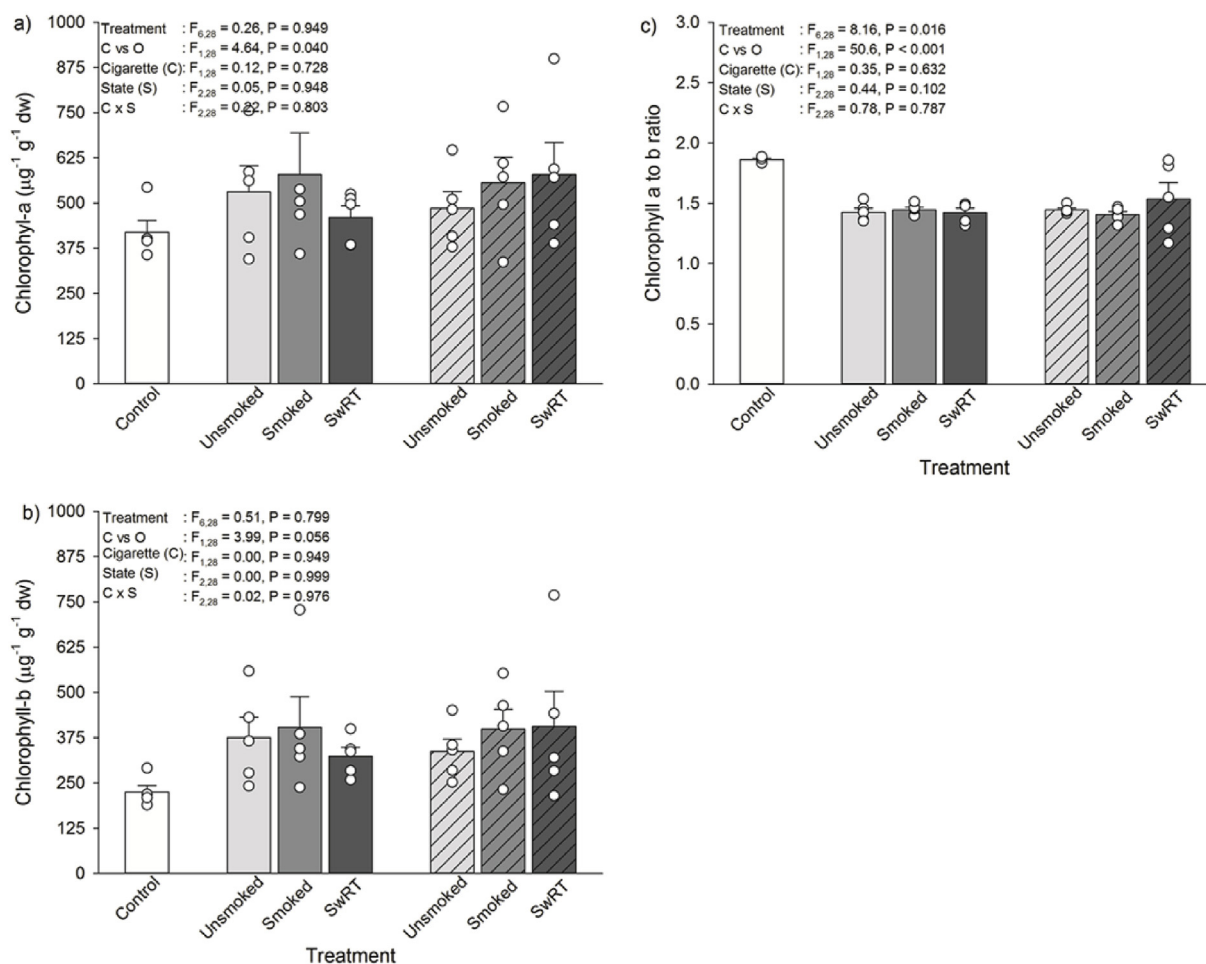 a)
Treatment : F6,28 = 0.26, P = 0.949
C vs O : F1,28 = 4.64, P = 0.040
Cigarette (C) : F1,28 = 0.12, P = 0.728
State (S) : F2,28 = 0.05, P = 0.948
C x S : F2,28 = 0.22, P = 0.803
Chlorophyl-a (µg-1 g-1 dw)
1000
875
750
625
500
375
250
125
0
Control
Unsmoked
Smoked
SwRT
Unsmoked
Smoked
SwRT
c)
Treatment : F6,28 = 8.16, P = 0.016
C vs O : F1,28 = 50.6, P < 0.001
Cigarette (C) : F1,28 = 0.35, P = 0.632
State (S) : F2,28 = 0.44, P = 0.102
C x S : F2,28 = 0.78, P = 0.787
Chlorophyll a to b ratio
3.0
2.5
2.0
1.5
1.0
0.5
0.0
Control
Unsmoked
Smoked
SwRT
Unsmoked
Smoked
SwRT
Treatment
b)
Treatment : F6,28 = 0.51, P = 0.799
C vs O : F1,28 = 3.99, P = 0.056
Cigarette (C) : F1,28 = 0.00, P = 0.949
State (S) : F2,28 = 0.00, P = 0.999
C x S : F2,28 = 0.02, P = 0.976
Chlorophyll-b (µg-1 g-1 dw)
1000
875
750
625
500
375
250
125
0
Control
Unsmoked
Smoked
SwRT
Unsmoked
Smoked
SwRT
Treatment